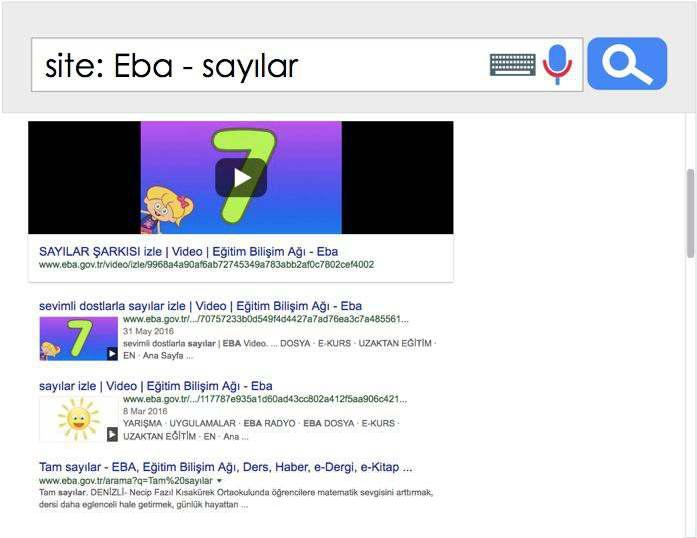 site: Eba - sayılar
7
SAYILAR ŞARKISI izle | Video | Eğitim Bilişim Ağı - Eba
www.eba.gov.tr/video/izle/9968a4a90af6ab72745349a783abb2af0c7802cef4002
sevimli dostlarla sayılar izle | Video | Eğitim Bilişim Ağı - Eba
7
www.eba.gov.tr/.../70757233b0d549f4d4427a7ad76ea3c7a485561...
31 May 2016
sevimli dostlarla sayılar | EBA Video. ... DOSYA · E-KURS · UZAKTAN EĞİTİM ·
EN · Ana Sayfa ...
sayılar izle | Video | Eğitim Bilişim Ağı - Eba
www.eba.gov.tr/.../117787e935a1d60ad43cc802a412f5aa906c421...
8 Mar 2016
YARIŞMA · UYGULAMALAR · EBA RADYO · EBA DOSYA · E-KURS ·
UZAKTAN EĞİTİM · EN · Ana ...
Tam sayılar - EBA, Eğitim Bilişim Ağı, Ders, Haber, e-Dergi, e-Kitap ...
www.eba.gov.tr/arama?q=Tam%20sayılar
Tam sayılar. DENİZLİ- Necip Fazıl Kısakürek Ortaokulunda öğrencilere matematik sevgisini arttırmak,
dersi daha eğlenceli hale getirmek, günlük hayattan ...